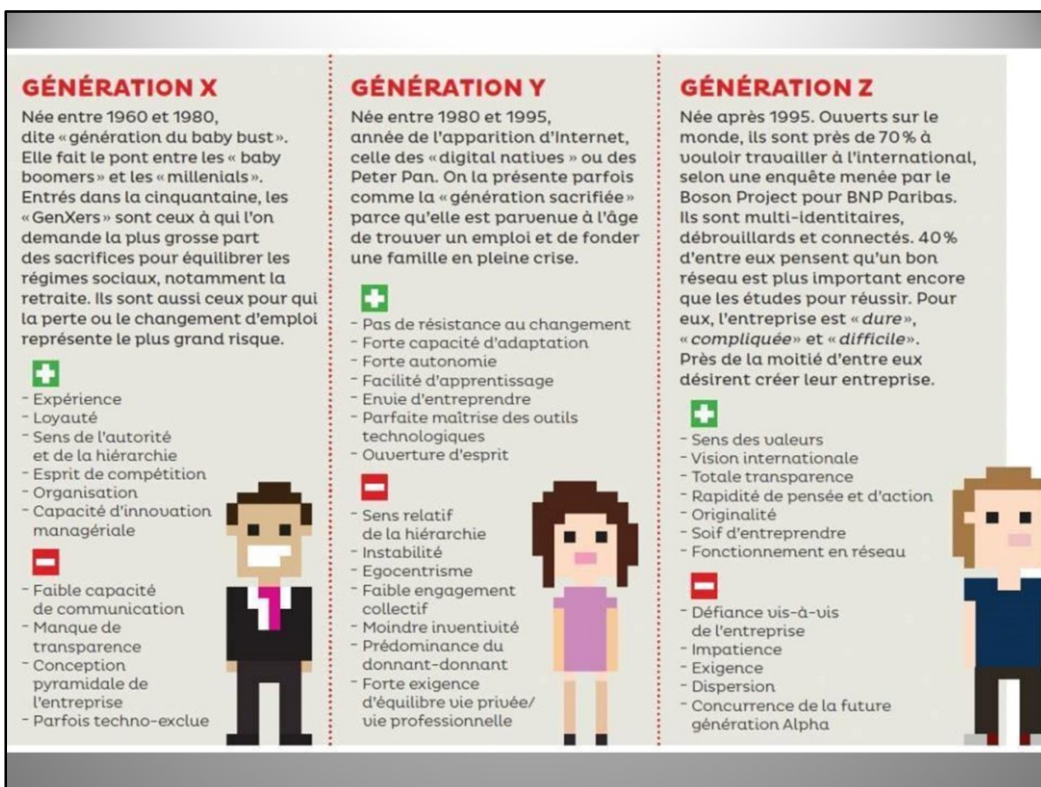 GÉNÉRATION X
Née entre 1960 et 1980,
dite «génération du baby bust».
Elle fait le pont entre les « baby
boomers » et les «millenials».
Entrés dans la cinquantaine, les
«GenXers» sont ceux à qui l'on
demande la plus grosse part
des sacrifices pour équilibrer les
régimes sociaux, notamment la
retraite. Ils sont aussi ceux pour qui
la perte ou le changement d'emploi
représente le plus grand risque.
- Expérience
- Loyauté
- Sens de l'autorité
et de la hiérarchie
- Esprit de compétition
- Organisation
- Capacité d'innovation
managériale
- Faible capacité
de communication
- Manque de
transparence
- Conception
pyramidale de
l'entreprise
- Parfois techno-exclue
GÉNÉRATION Y
Née entre 1980 et 1995,
année de l'apparition d'Internet,
celle des «digital natives » ou des
Peter Pan. On la présente parfois
comme la «génération sacrifiée»
parce qu'elle est parvenue à l'âge
de trouver un emploi et de fonder
une famille en pleine crise.
- Pas de résistance au changement
- Forte capacité d'adaptation
- Forte autonomie
- Facilité d'apprentissage
- Envie d'entreprendre
- Parfaite maîtrise des outils
technologiques
- Ouverture d'esprit
- Sens relatif
de la hiérarchie
- Instabilité
- Egocentrisme
- Faible engagement
collectif
- Moindre inventivité
- Prédominance du
donnant-donnant
- Forte exigence
d'équilibre vie privée/
vie professionnelle
GÉNÉRATION Z
Née après 1995. Ouverts sur le
monde, ils sont près de 70% à
vouloir travailler à l'international,
selon une enquête menée par le
Boson Project pour BNP Paribas.
Ils sont multi-identitaires,
débrouillards et connectés. 40%
d'entre eux pensent qu'un bon
réseau est plus important encore
que les études pour réussir. Pour
eux, l'entreprise est «dure»,
«compliquée» et «difficile».
Près de la moitié d'entre eux
désirent créer leur entreprise.
- Sens des valeurs
- Vision internationale
- Totale transparence
- Rapidité de pensée et d'action
- Originalité
- Soif d'entreprendre
- Fonctionnement en réseau
- Défiance vis-à-vis
de l'entreprise
- Impatience
- Exigence
- Dispersion
- Concurrence de la future
génération Alpha